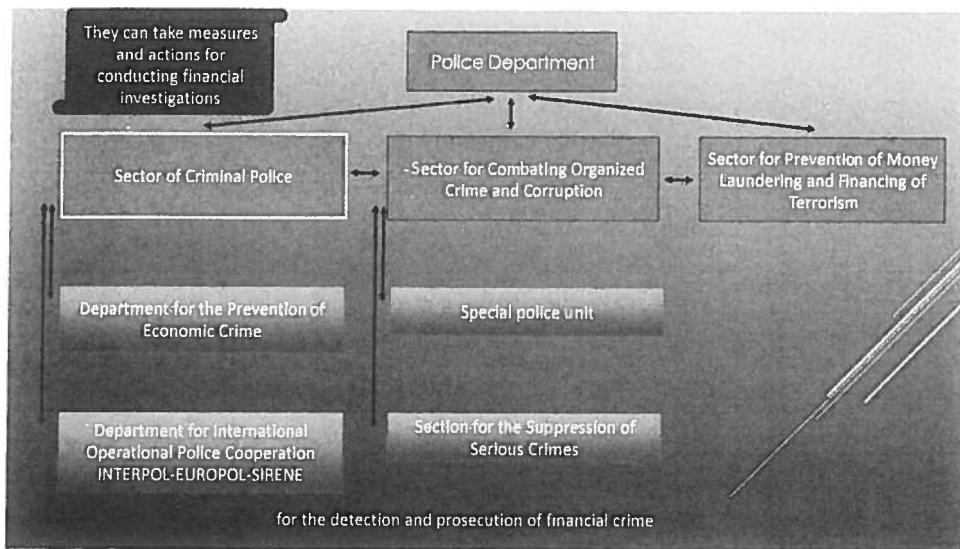 They can take measures
and actions for
conducting financial
investigations
Police Department
Sector of Criminal Police
-Sector for Combating Organized
Crime and Corruption
Sector for Prevention of Money
Laundering and Financing of
Terrorism
Department for the Prevention of
Economic Crime
Special police unit
Department for International
Operational Police Cooperation
INTERPOL-EUROPOL-SIRENE
Section for the Suppression of
Serious Crimes
for the detection and prosecution of financial crime